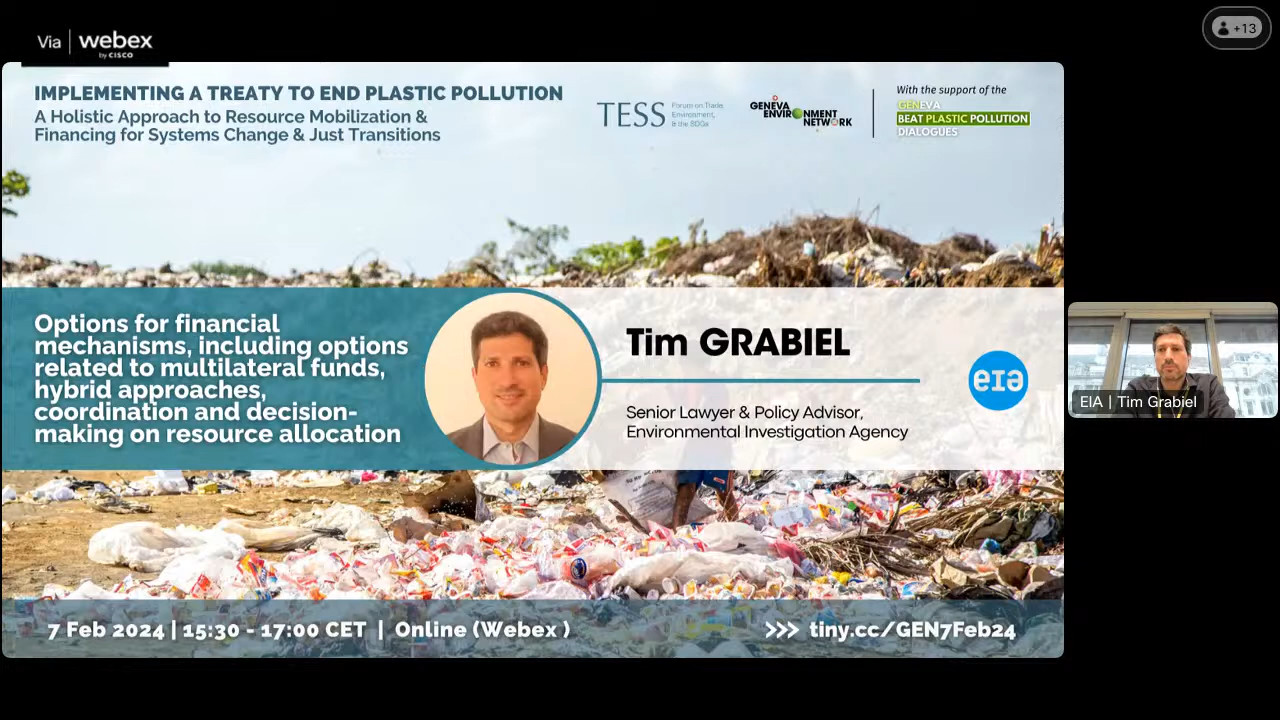 Via | webex
by CISCO
+13
IMPLEMENTING A TREATY TO END PLASTIC POLLUTION
A Holistic Approach to Resource Mobilization &
Financing for Systems Change & Just Transitions
TESS
Forum on Trade,
Environment,
& the SDGs
GENEVA
ENVIRONMENT
NETWORK
With the support of the
GENEVA
BEAT PLASTIC POLLUTION
DIALOGUES
Options for financial
mechanisms, including options
related to multilateral funds,
hybrid approaches,
coordination and decision-
making on resource allocation
Tim GRABIEL
Senior Lawyer & Policy Advisor,
Environmental Investigation Agency
eia
EIA | Tim Grabiel
7 Feb 2024 | 15:30 - 17:00 CET | Online (Webex )
>>> tiny.cc/GEN7Feb24